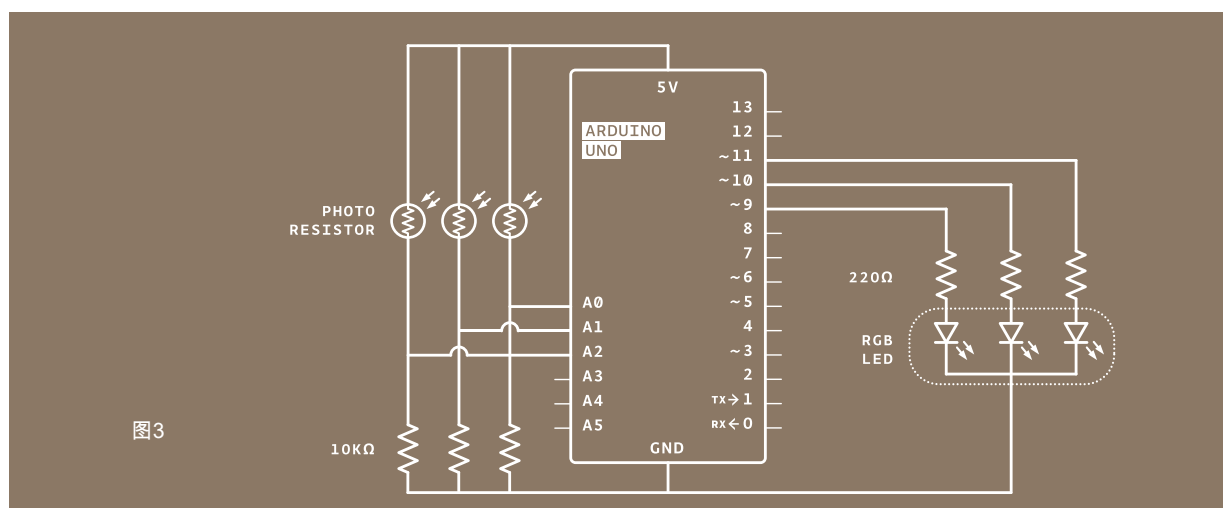 5V
ARDUINO
UNO
13
12
~11
~10
~9
8
7
~6
~5
4
~3
2
TX→1
RX←0
PHOTO
RESISTOR
A0
A1
A2
A3
A4
A5
GND
220Ω
RGB
LED
10KΩ
图3